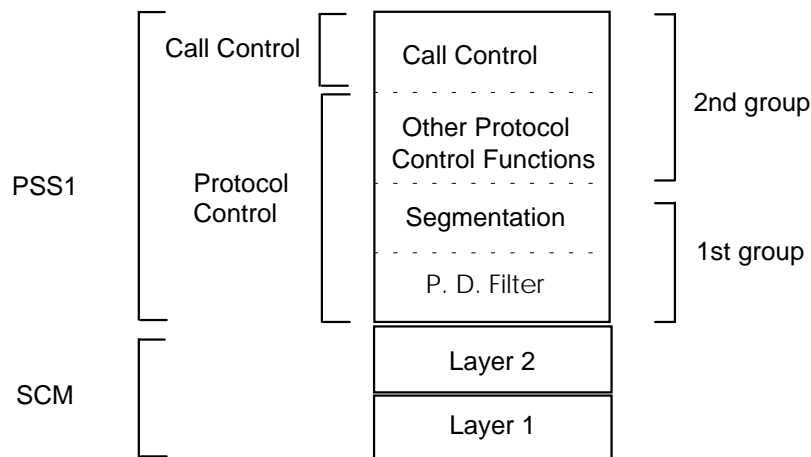 Call Control
Call Control
2nd group
Other Protocol
Control Functions
PSS1
Protocol
Control
Segmentation
1st group
P. D. Filter
Layer 2
SCM
Layer 1